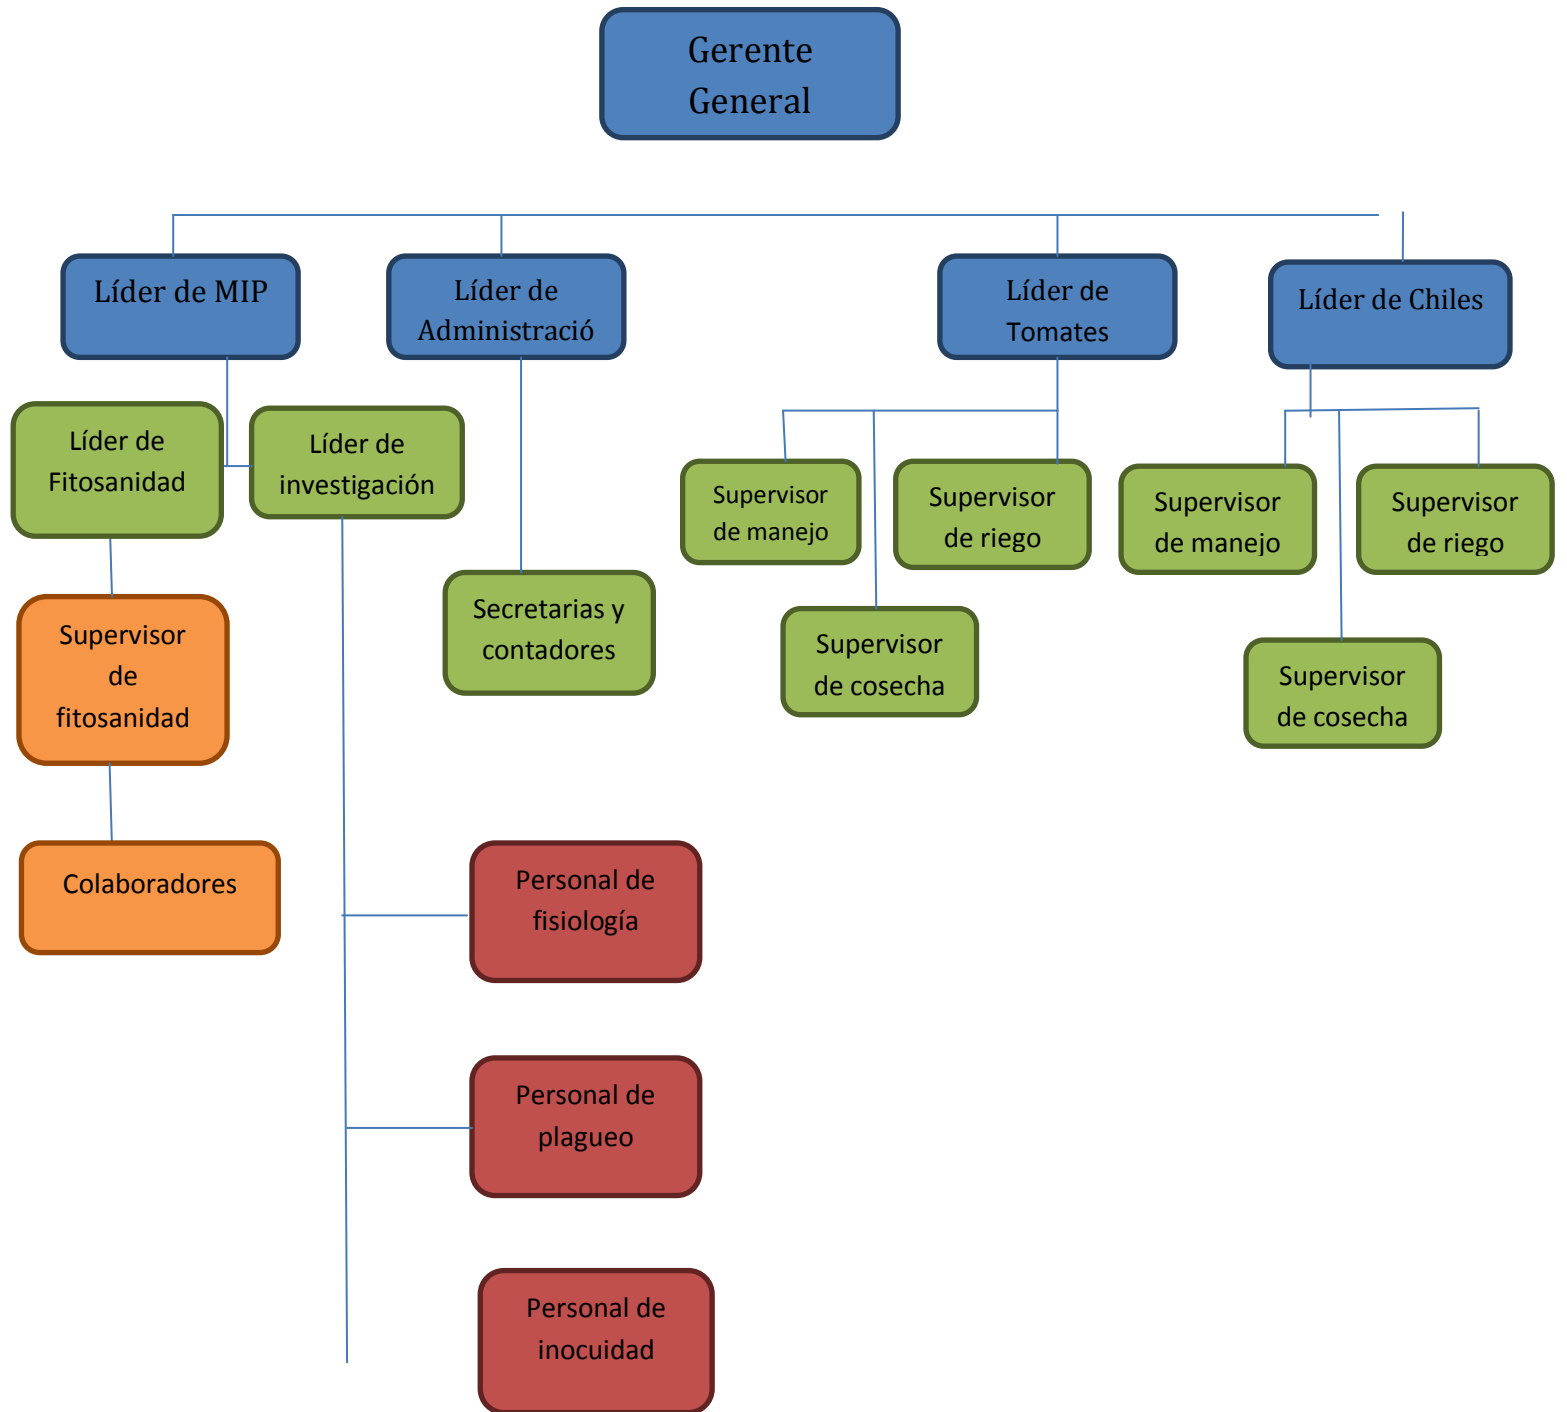 Gerente
General
Líder de MIP
Líder de
Administració
Líder de
Tomates
Líder de Chiles
Líder de
Fitosanidad
Líder de
investigación
Supervisor
de manejo
Supervisor
de riego
Supervisor
de manejo
Supervisor
de riego
Secretarias y
contadores
Supervisor
de cosecha
Supervisor
de cosecha
Supervisor
de
fitosanidad
Colaboradores
Personal de
fisiología
Personal de
plagueo
Personal de
inocuidad